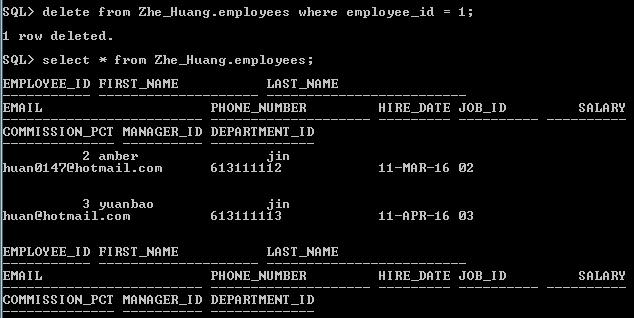 SQL> delete from Zhe_Huang.employees where employee_id = 1;
1 row deleted.
SQL> select * from Zhe_Huang.employees;
EMPLOYEE_ID FIRST_NAME LAST_NAME
EMAIL PHONE_NUMBER HIRE_DATE JOB_ID SALARY
COMMISSION_PCT MANAGER_ID DEPARTMENT_ID
2 amber jin
huan0147@hotmail.com 613111112 11-MAR-16 02
3 yuanbao jin
huan@hotmail.com 613111113 11-APR-16 03
EMPLOYEE_ID FIRST_NAME LAST_NAME
EMAIL PHONE_NUMBER HIRE_DATE JOB_ID SALARY
COMMISSION_PCT MANAGER_ID DEPARTMENT_ID